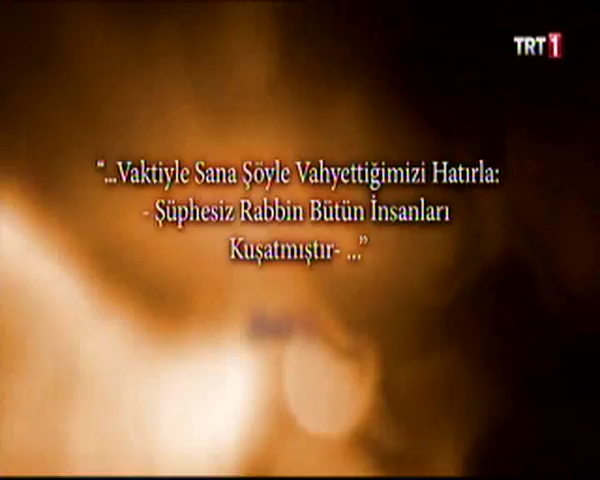 TRT 1
"...Vaktiyle Sana Şöyle Vahyettiğimizi Hatırla:
- Şüphesiz Rabbin Bütün İnsanları
Kuşatmıştır- ..."